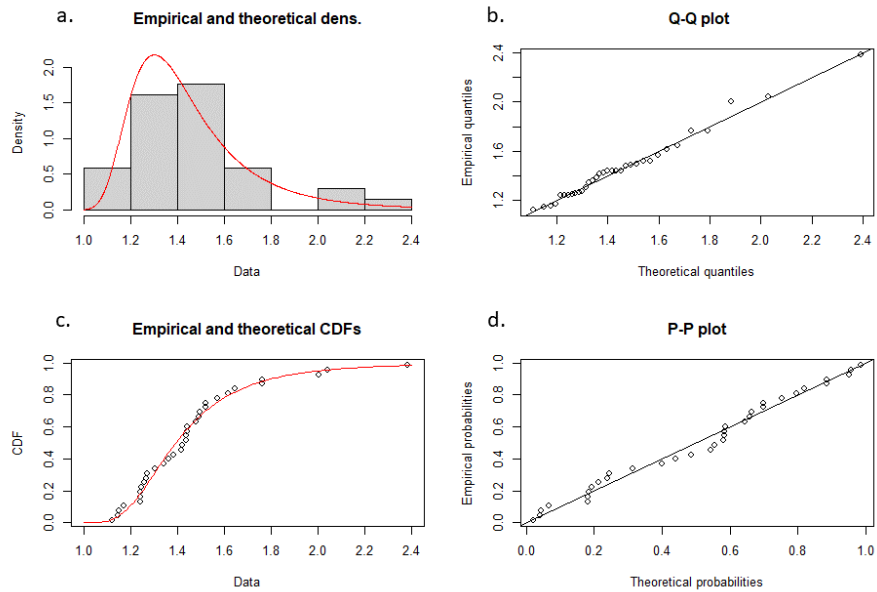 a. Empirical and theoretical dens.
Density
0.0 0.5 1.0 1.5 2.0
1.0 1.2 1.4 1.6 1.8 2.0 2.2 2.4
Data
b. Q-Q plot
Empirical quantiles
1.2 1.6 2.0 2.4
1.2 1.4 1.6 1.8 2.0 2.2 2.4
Theoretical quantiles
c. Empirical and theoretical CDFs
CDF
0.0 0.2 0.4 0.6 0.8 1.0
1.0 1.2 1.4 1.6 1.8 2.0 2.2 2.4
Data
d. P-P plot
Empirical probabilities
0.0 0.2 0.4 0.6 0.8 1.0
0.0 0.2 0.4 0.6 0.8 1.0
Theoretical probabilities